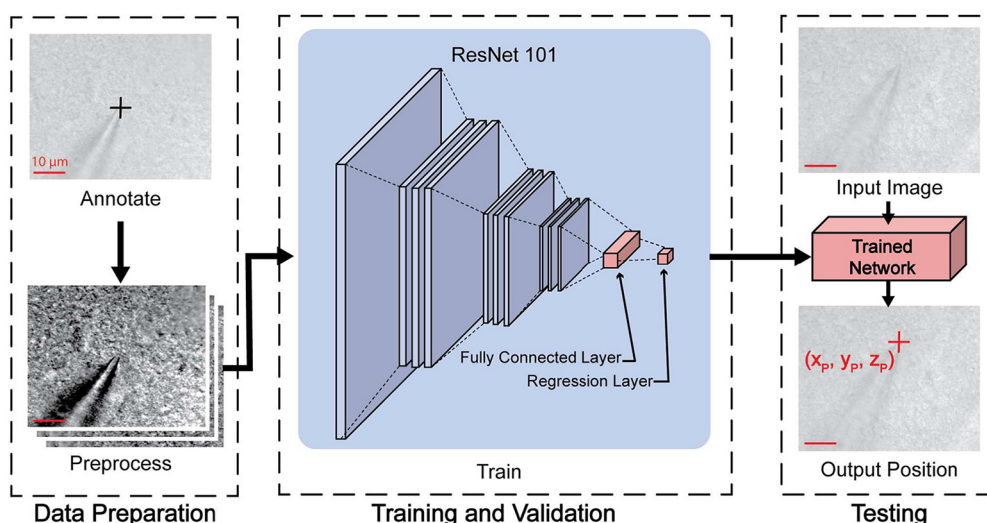 10 μm
Annotate
Preprocess
Data Preparation
ResNet 101
Fully Connected Layer
Regression Layer
Train
Training and Validation
Input Image
Trained
Network
(xP, yP, zP)
Output Position
Testing